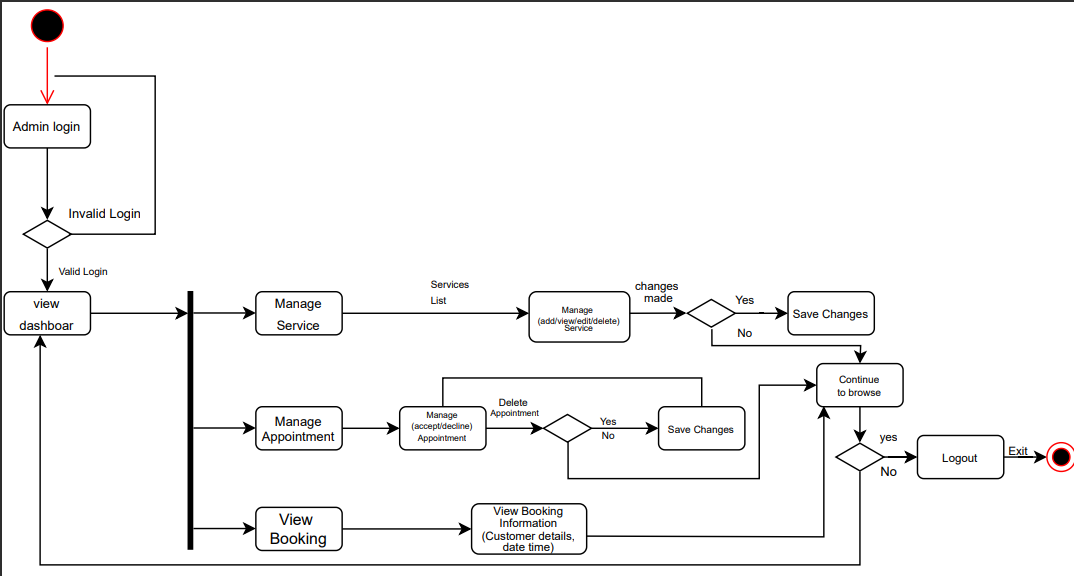 Admin login
Invalid Login
Valid Login
view
dashboar
Manage
Service
Services
List
Manage
(add/view/edit/delete)
Service
changes
made
Yes
No
Save Changes
Continue
to browse
Manage
Appointment
Manage
(accept/decline)
Appointment
Delete
Appointment
Yes
No
Save Changes
yes
No
Logout
Exit
View
Booking
View Booking
Information
(Customer details,
date time)